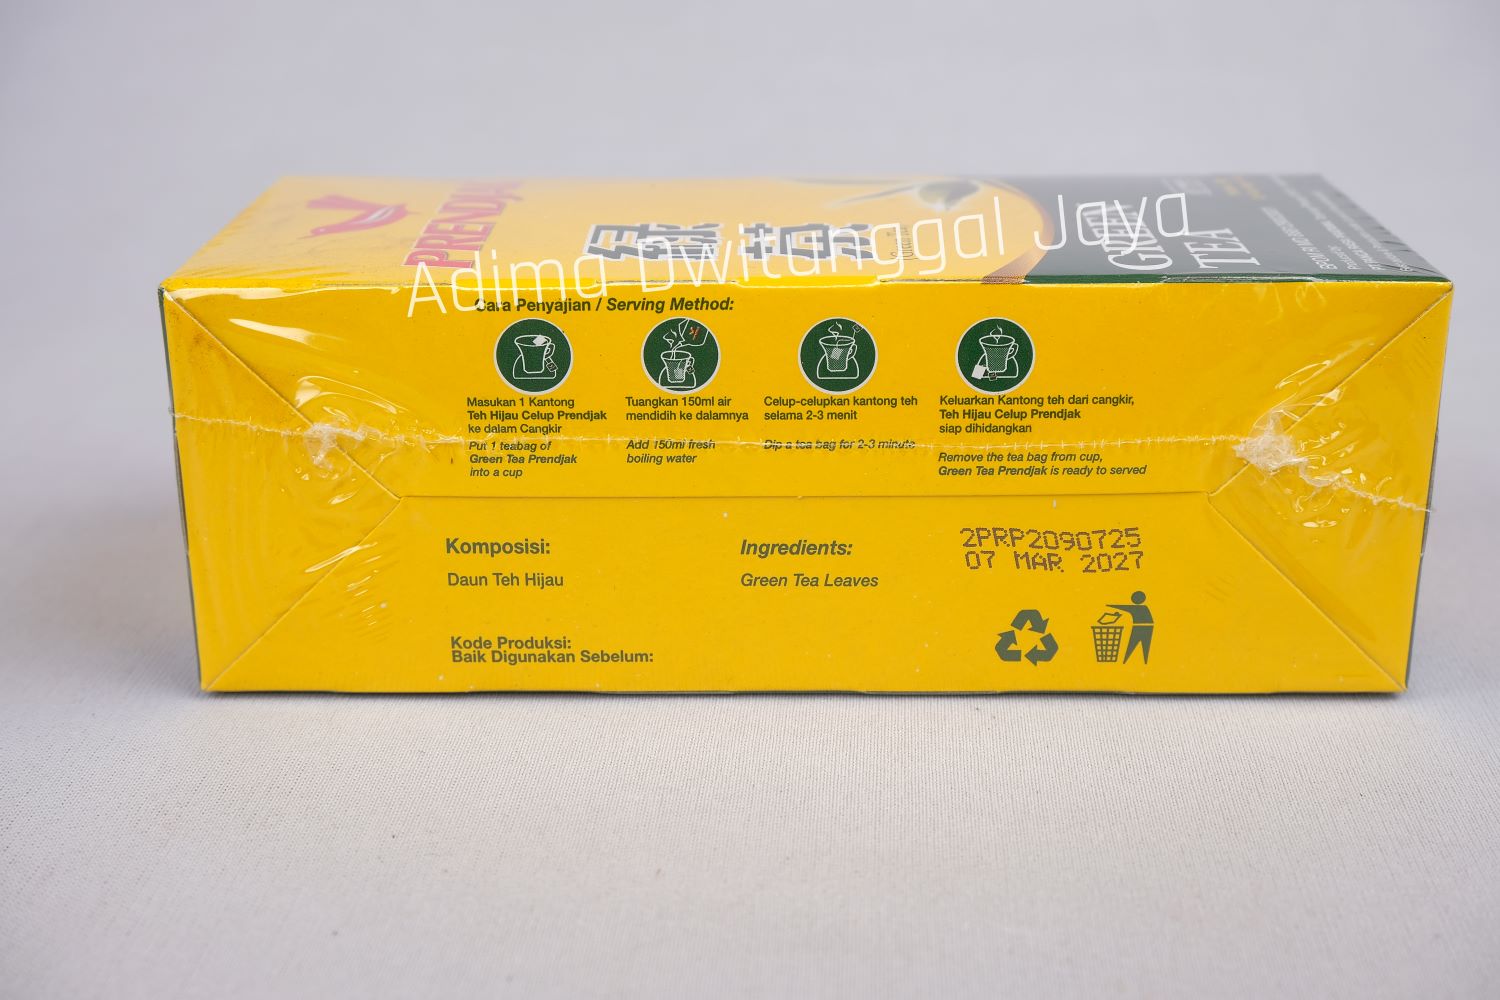 PRENDJAK
GREEN
TEA
Adima Dwitunggal Jaya
Cara Penyajian / Serving Method:
Masukan 1 Kantong
Teh Hijau Celup Prendjak
ke dalam Cangkir
Put 1 teabag of
Green Tea Prendjak
into a cup
Tuangkan 150ml air
mendidih ke dalamnya
Add 150ml fresh
boiling water
Celup-celupkan kantong teh
selama 2-3 menit
Dip a tea bag for 2-3 minute
Keluarkan Kantong teh dari cangkir,
Teh Hijau Celup Prendjak
siap dihidangkan
Remove the tea bag from cup,
Green Tea Prendjak is ready to served
Komposisi:
Daun Teh Hijau
Ingredients:
Green Tea Leaves
2PRP2090725
07 MAR 2027
Kode Produksi:
Baik Digunakan Sebelum: